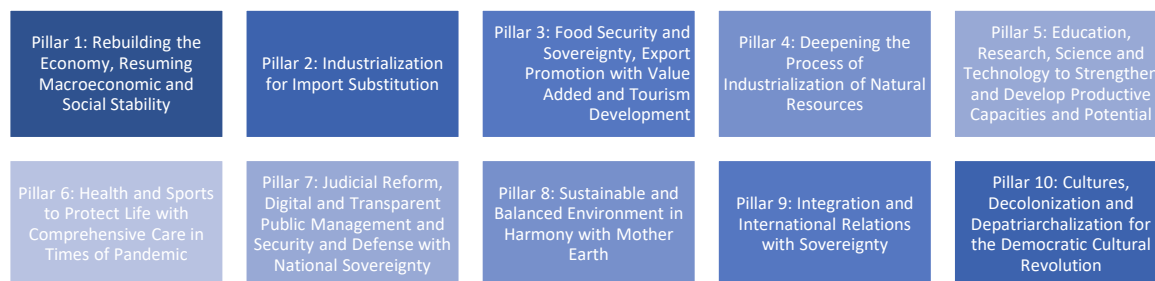 Pillar 1: Rebuilding the
Economy, Resuming
Macroeconomic and
Social Stability
Pillar 2: Industrialization
for Import Substitution
Pillar 3: Food Security and
Sovereignty, Export
Promotion with Value
Added and Tourism
Development
Pillar 4: Deepening the
Process of
Industrialization of Natural
Resources
Pillar 5: Education,
Research, Science and
Technology to Strengthen
and Develop Productive
Capacities and Potential
Pillar 6: Health and Sports
to Protect Life with
Comprehensive Care in
Times of Pandemic
Pillar 7: Judicial Reform,
Digital and Transparent
Public Management and
Security and Defense with
National Sovereignty
Pillar 8: Sustainable and
Balanced Environment in
Harmony with Mother
Earth
Pillar 9: Integration and
International Relations
with Sovereignty
Pillar 10: Cultures,
Decolonization and
Depatriarchalization for
the Democratic Cultural
Revolution